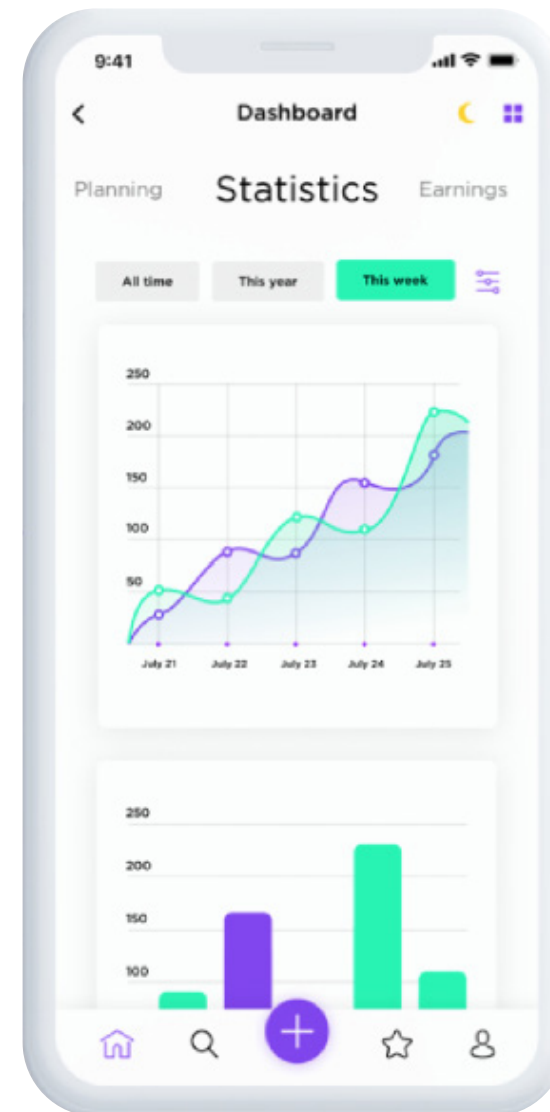 9:41
Dashboard
Planning Statistics Earnings
All time This year This week
250
200
150
100
50
July 21 July 22 July 23 July 24 July 25
250
200
150
100